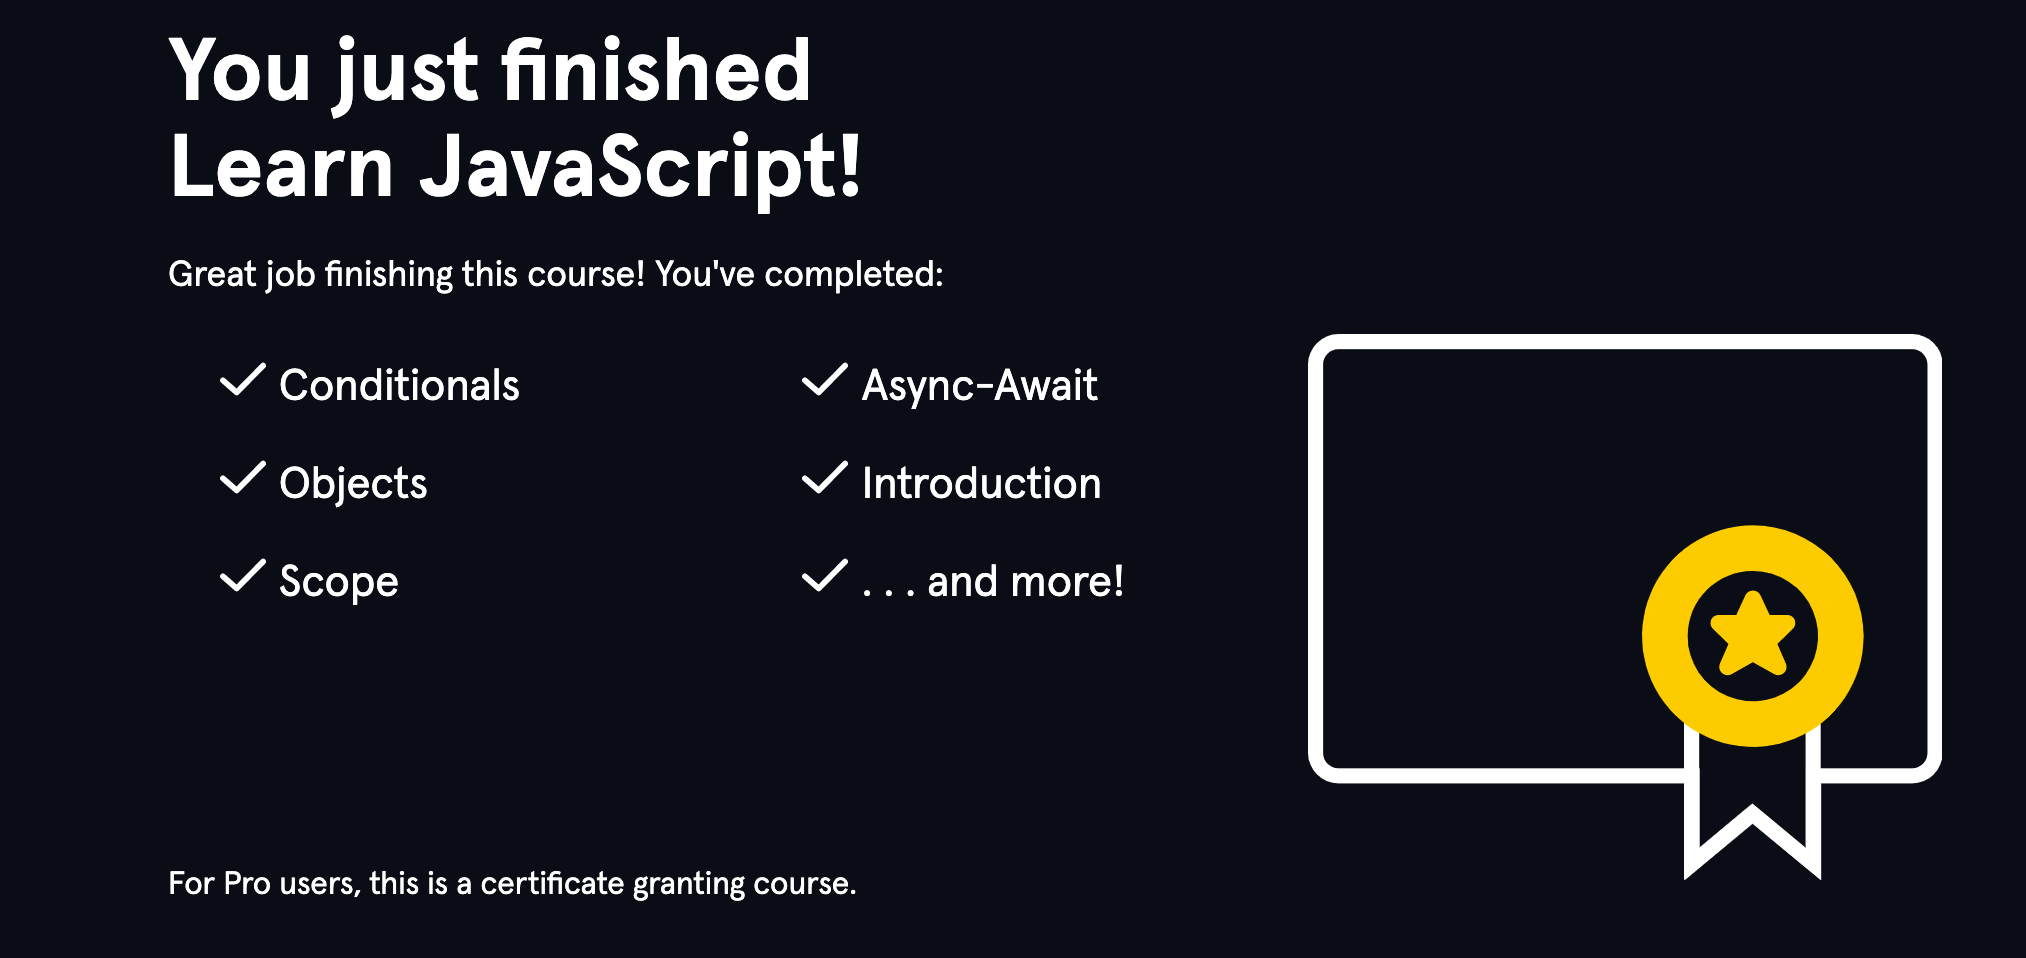 You just finished
Learn JavaScript!
Great job finishing this course! You've completed:
Conditionals
Async-Await
Objects
Introduction
Scope
. . . and more!
For Pro users, this is a certificate granting course.